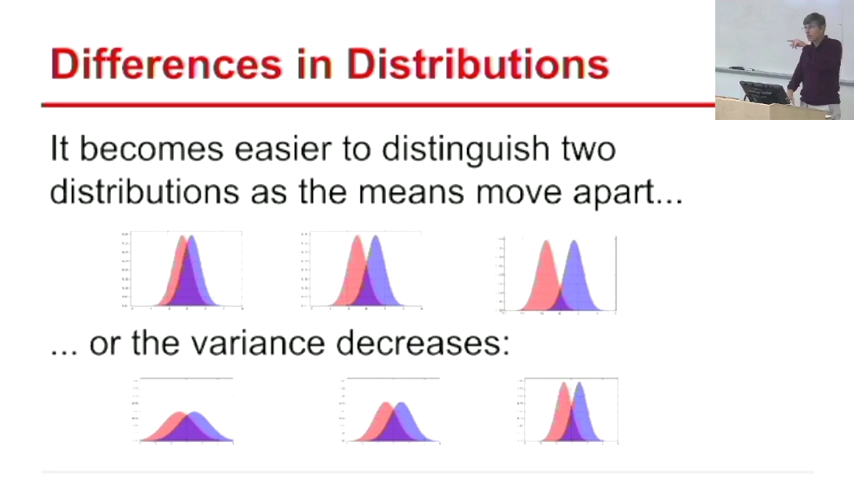 Differences in Distributions
It becomes easier to distinguish two
distributions as the means move apart...
... or the variance decreases: